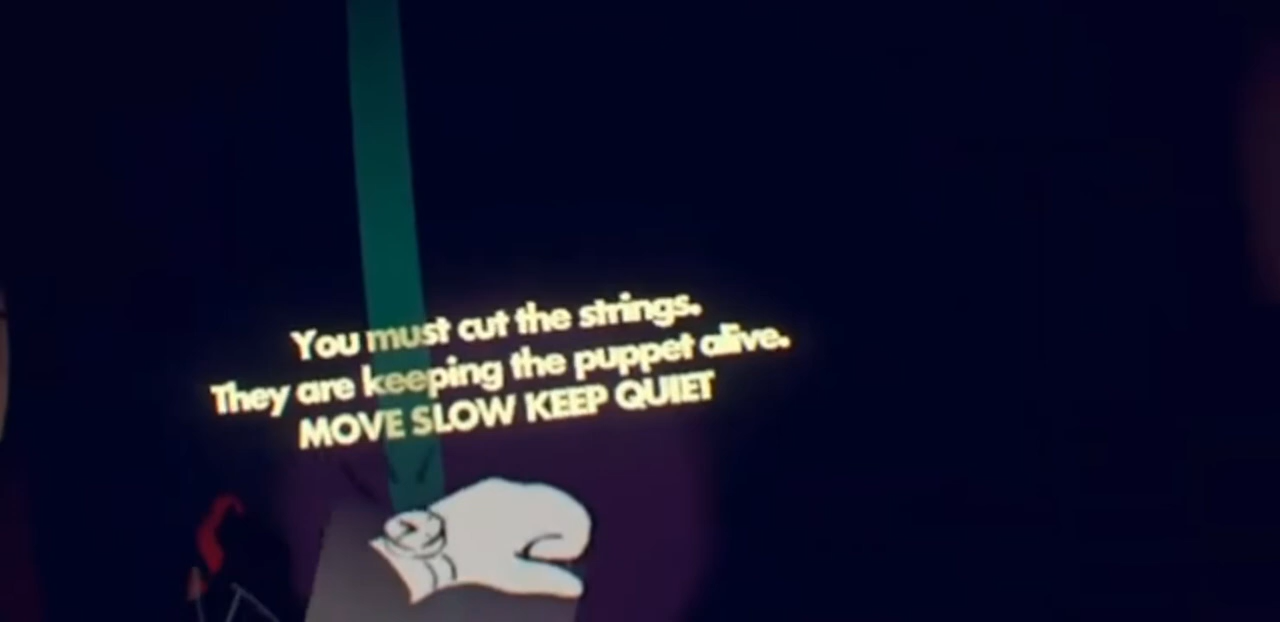 You must cut the strings.
They are keeping the puppet alive.
MOVE SLOW KEEP QUIET